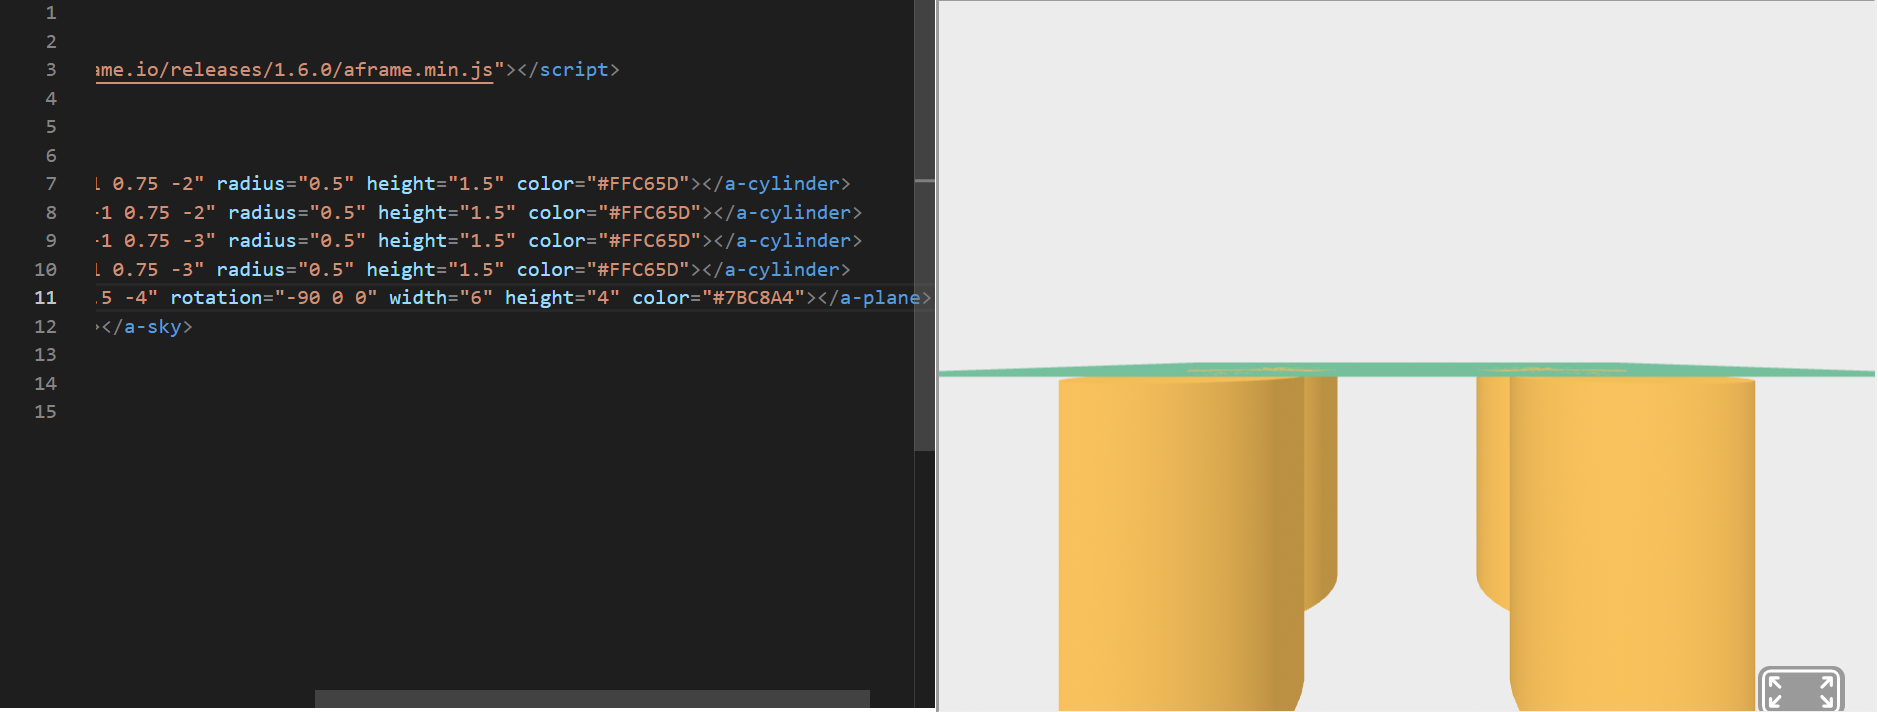 1
2
3 ame.io/releases/1.6.0/aframe.min.js"></script>
4
5
6
7 1 0.75 -2" radius="0.5" height="1.5" color="#FFC65D"></a-cylinder>
8 -1 0.75 -2" radius="0.5" height="1.5" color="#FFC65D"></a-cylinder>
9 -1 0.75 -3" radius="0.5" height="1.5" color="#FFC65D"></a-cylinder>
10 1 0.75 -3" radius="0.5" height="1.5" color="#FFC65D"></a-cylinder>
11 .5 -4" rotation="-90 0 0" width="6" height="4" color="#7BC8A4"></a-plane>
12 ></a-sky>
13
14
15